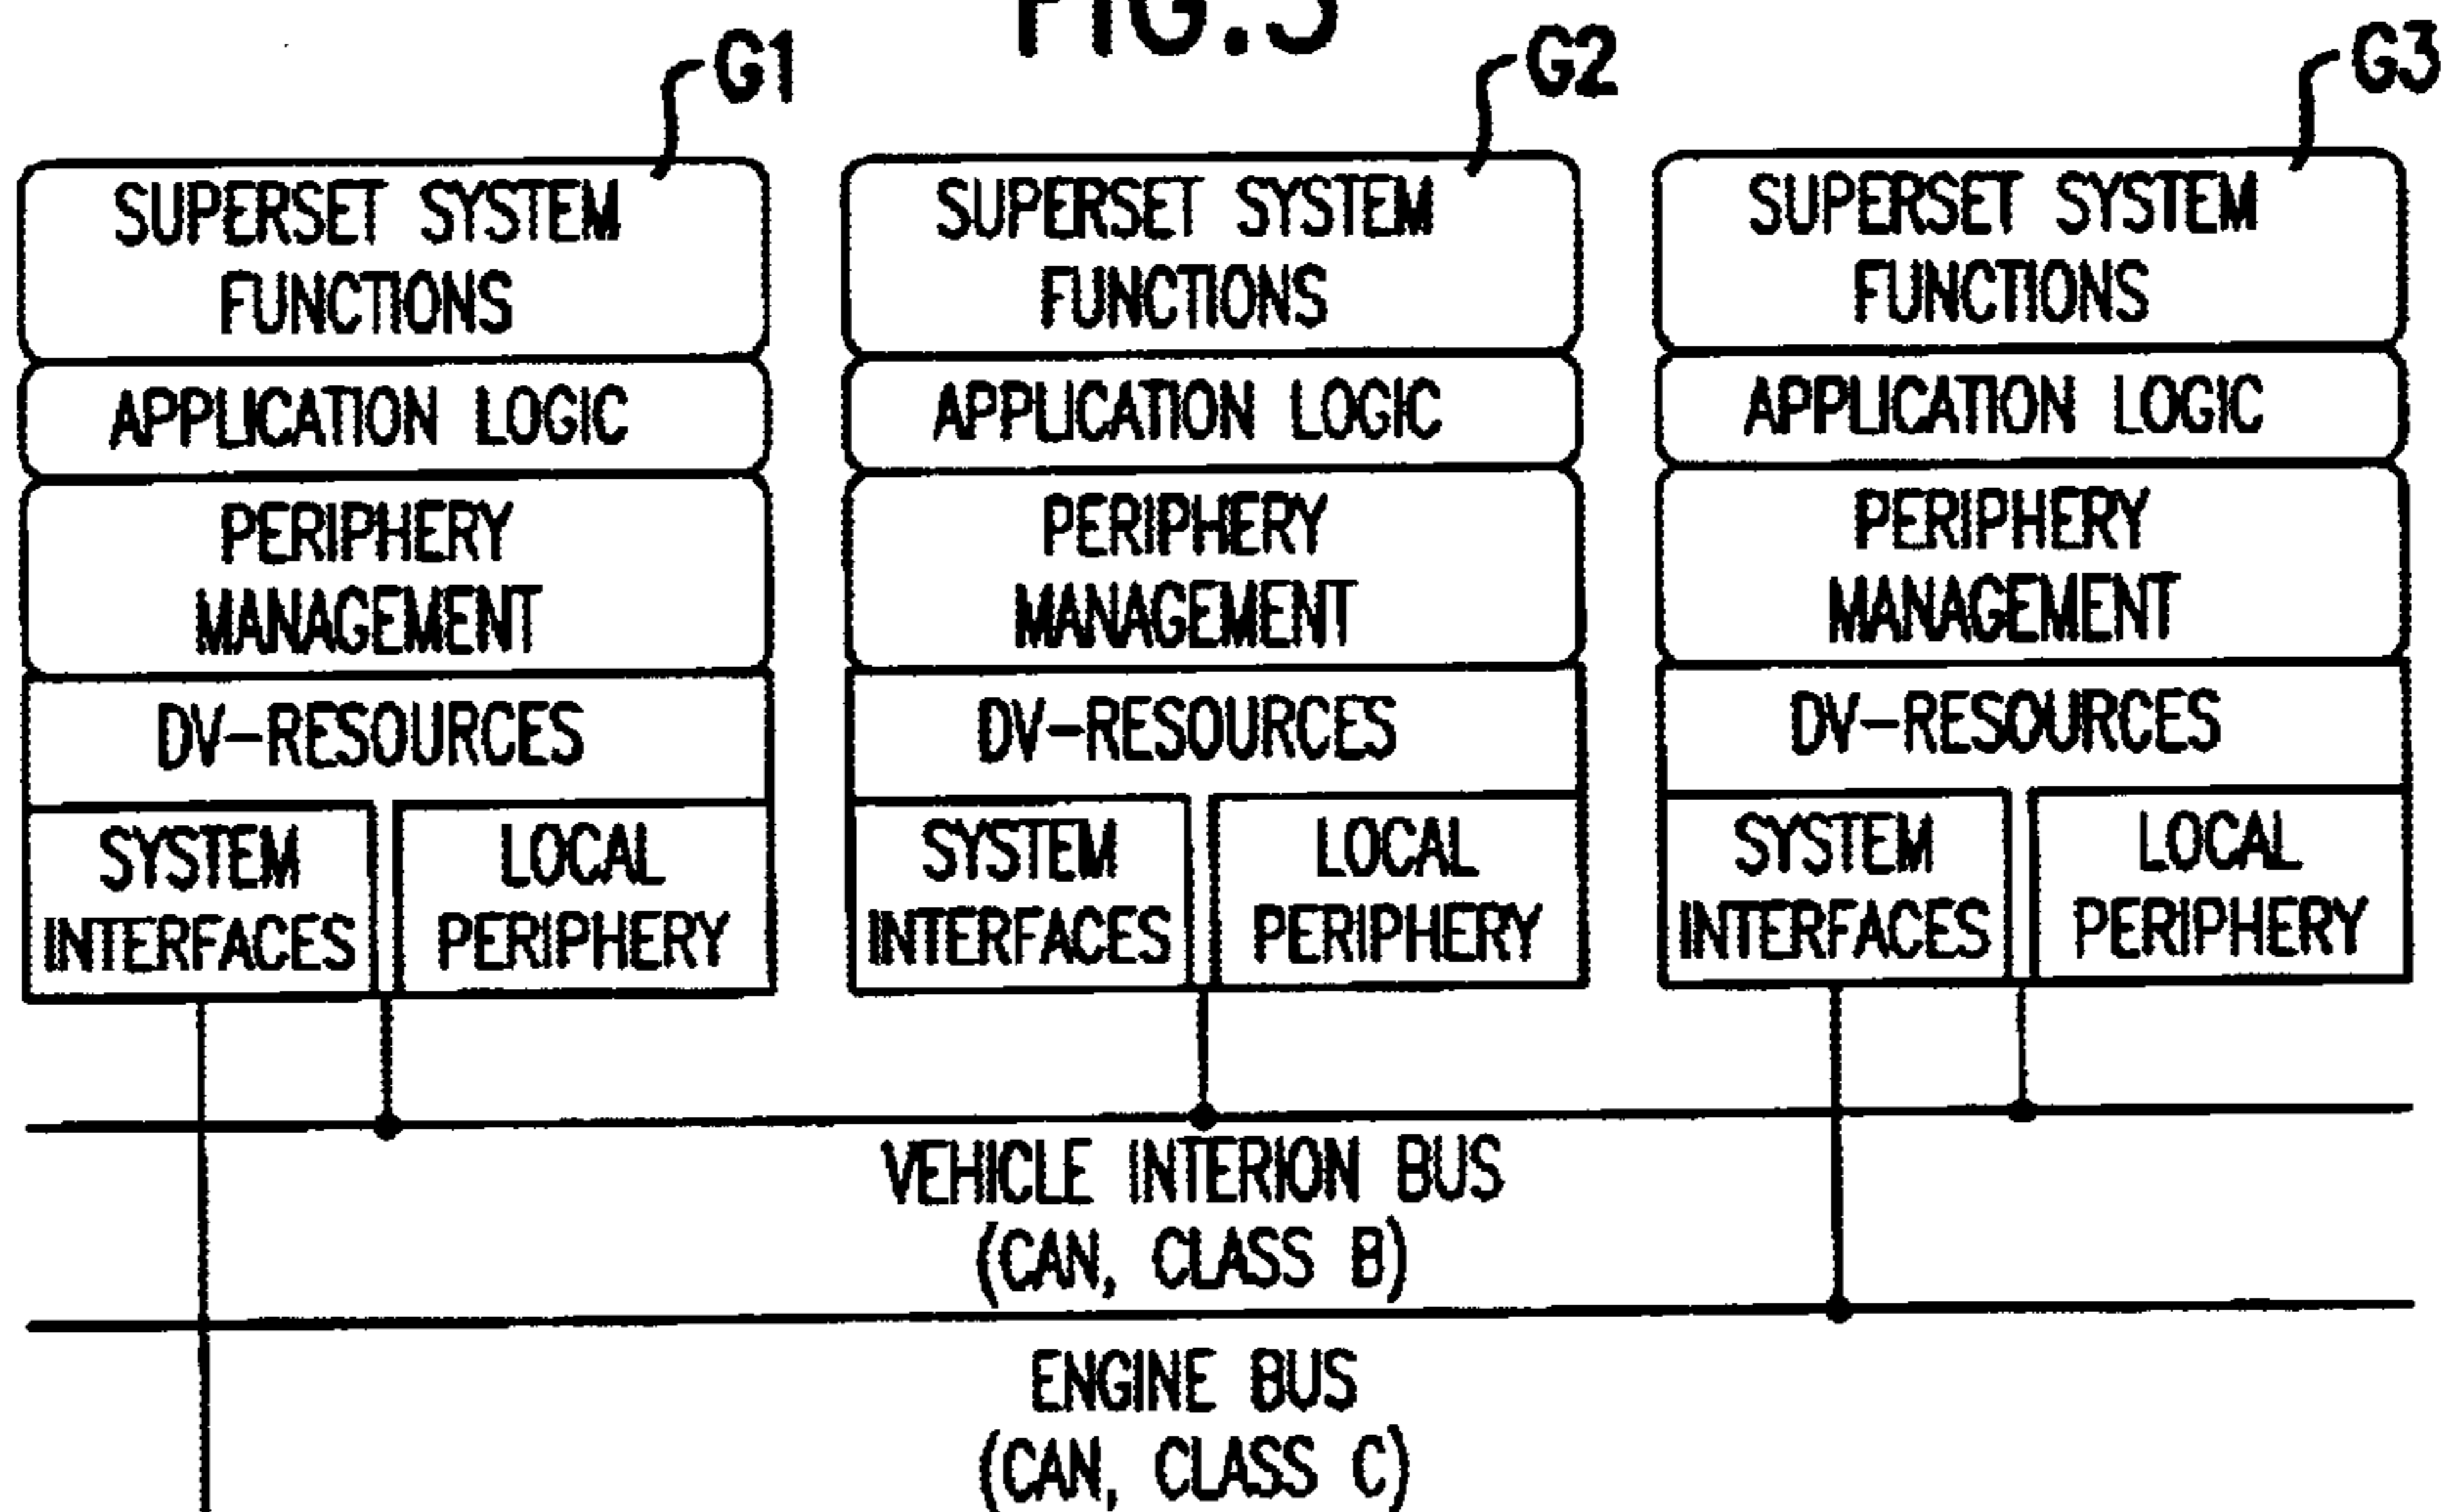 FIG.3
G1
G2
G3
SUPERSET SYSTEM
FUNCTIONS
APPLICATION LOGIC
PERIPHERY
MANAGEMENT
DV-RESOURCES
SYSTEM
INTERFACES
LOCAL
PERIPHERY
SUPERSET SYSTEM
FUNCTIONS
APPLICATION LOGIC
PERIPHERY
MANAGEMENT
DV-RESOURCES
SYSTEM
INTERFACES
LOCAL
PERIPHERY
SUPERSET SYSTEM
FUNCTIONS
APPLICATION LOGIC
PERIPHERY
MANAGEMENT
DV-RESOURCES
SYSTEM
INTERFACES
LOCAL
PERIPHERY
VEHICLE INTERION BUS
(CAN, CLASS B)
ENGINE BUS
(CAN, CLASS C)